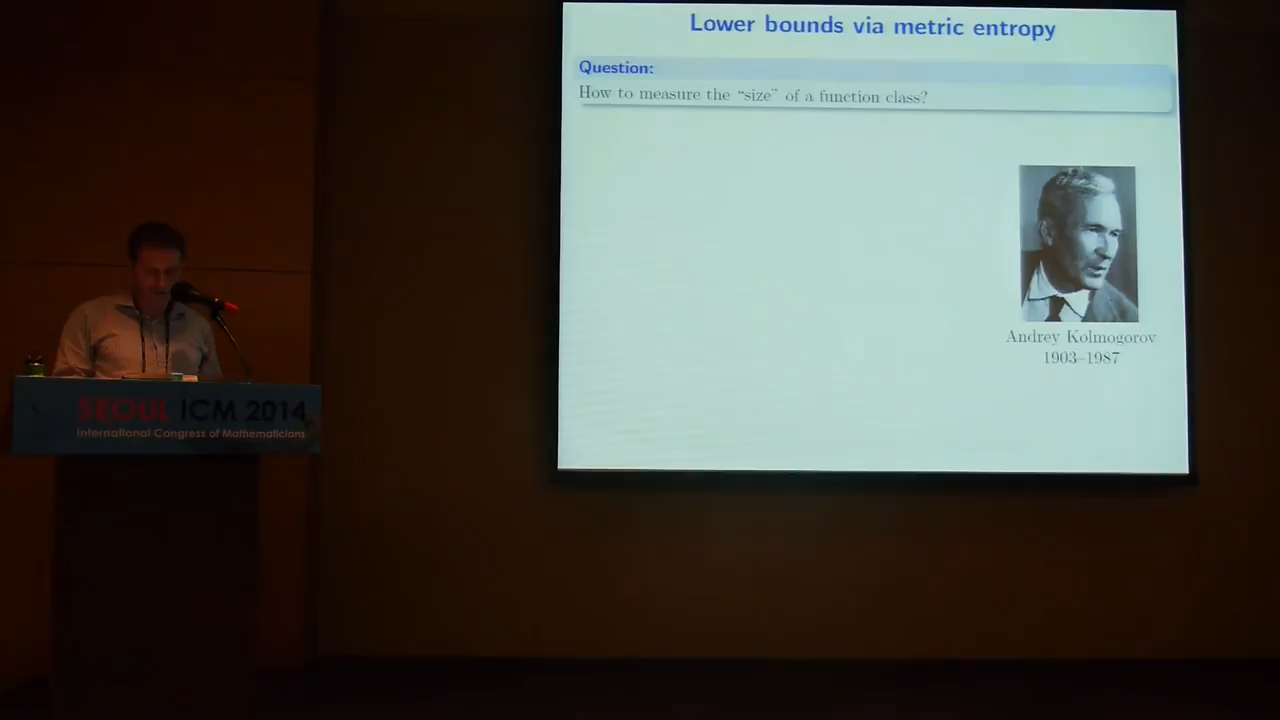 Lower bounds via metric entropy
Question:
How to measure the “size” of a function class?
Andrey Kolmogorov
1903–1987
SEOUL ICM 2014
International Congress of Mathematicians